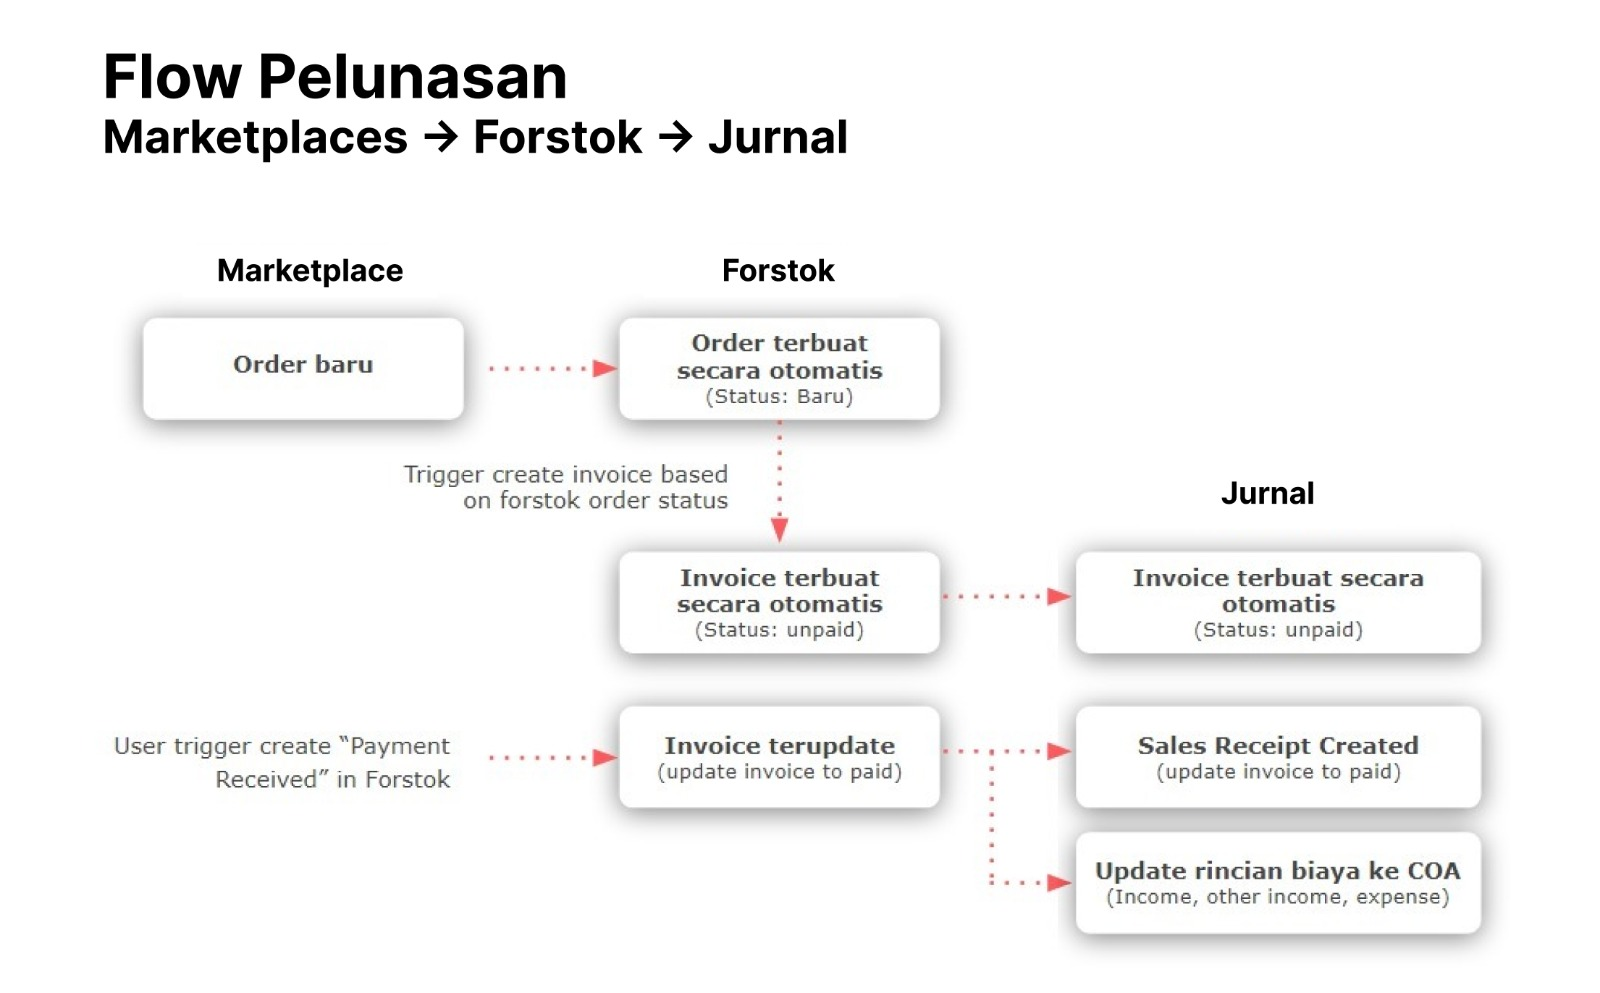 Flow Pelunasan
Marketplaces → Forstok → Jurnal
Marketplace
Forstok
Order baru
Order terbuat
secara otomatis
(Status: Baru)
Trigger create invoice based
on forstok order status
Jurnal
Invoice terbuat
secara otomatis
(Status: unpaid)
Invoice terbuat secara
otomatis
(Status: unpaid)
User trigger create “Payment
Received” in Forstok
Invoice terupdate
(update invoice to paid)
Sales Receipt Created
(update invoice to paid)
Update rincian biaya ke COA
(Income, other income, expense)